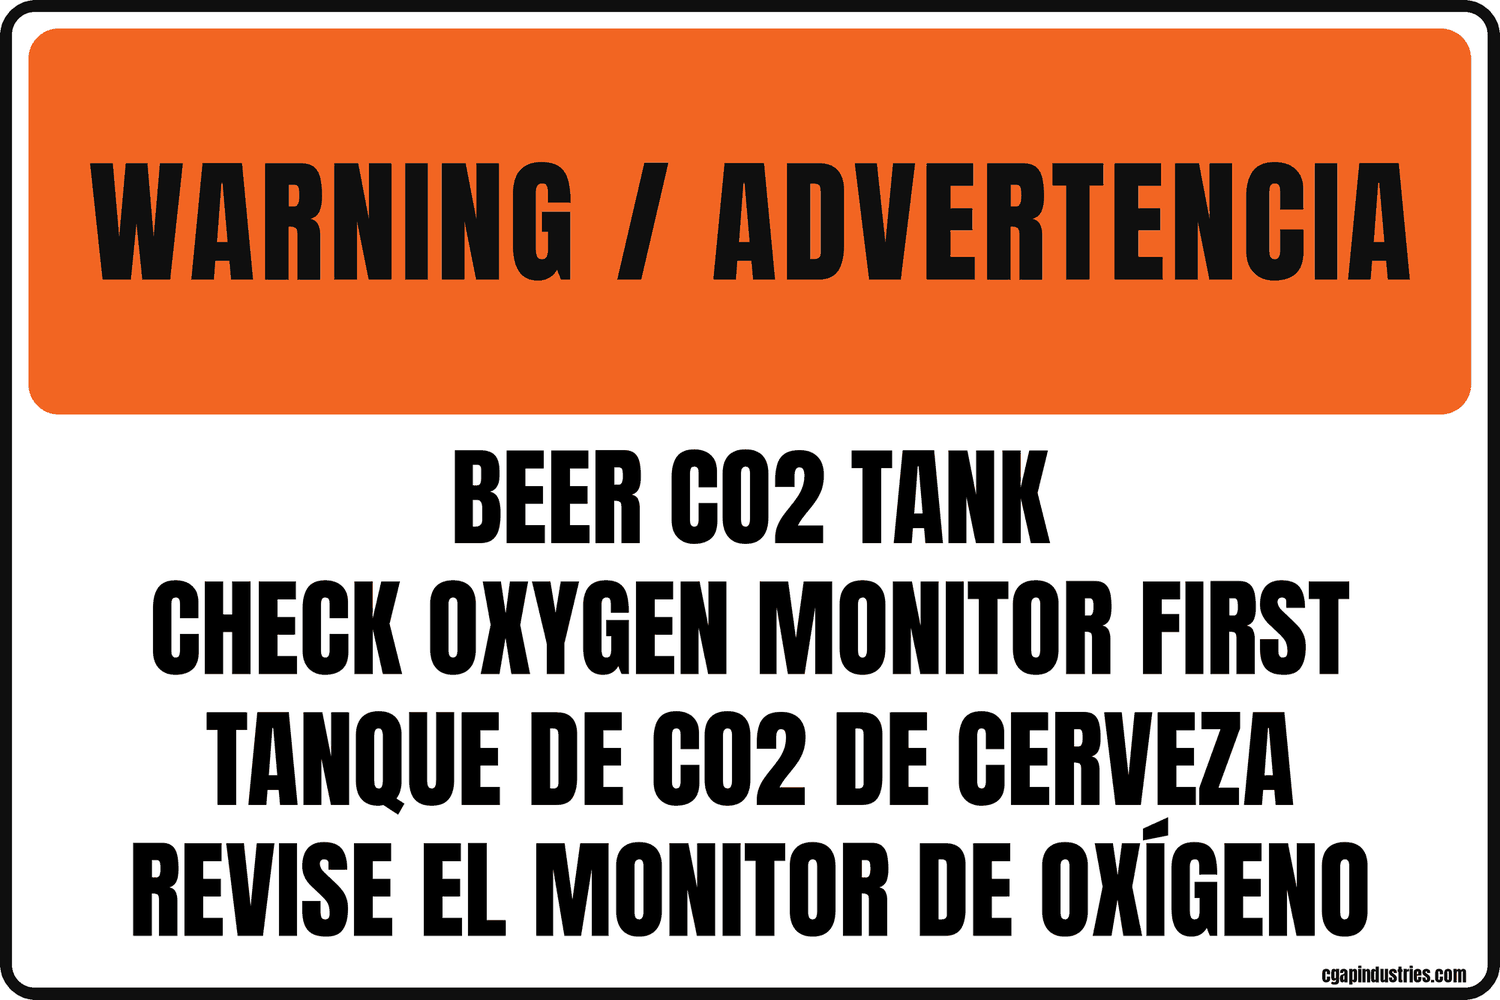 WARNING / ADVERTENCIA
BEER CO2 TANK
CHECK OXYGEN MONITOR FIRST
TANQUE DE CO2 DE CERVEZA
REVISE EL MONITOR DE OXÍGENO
cgapindustries.com